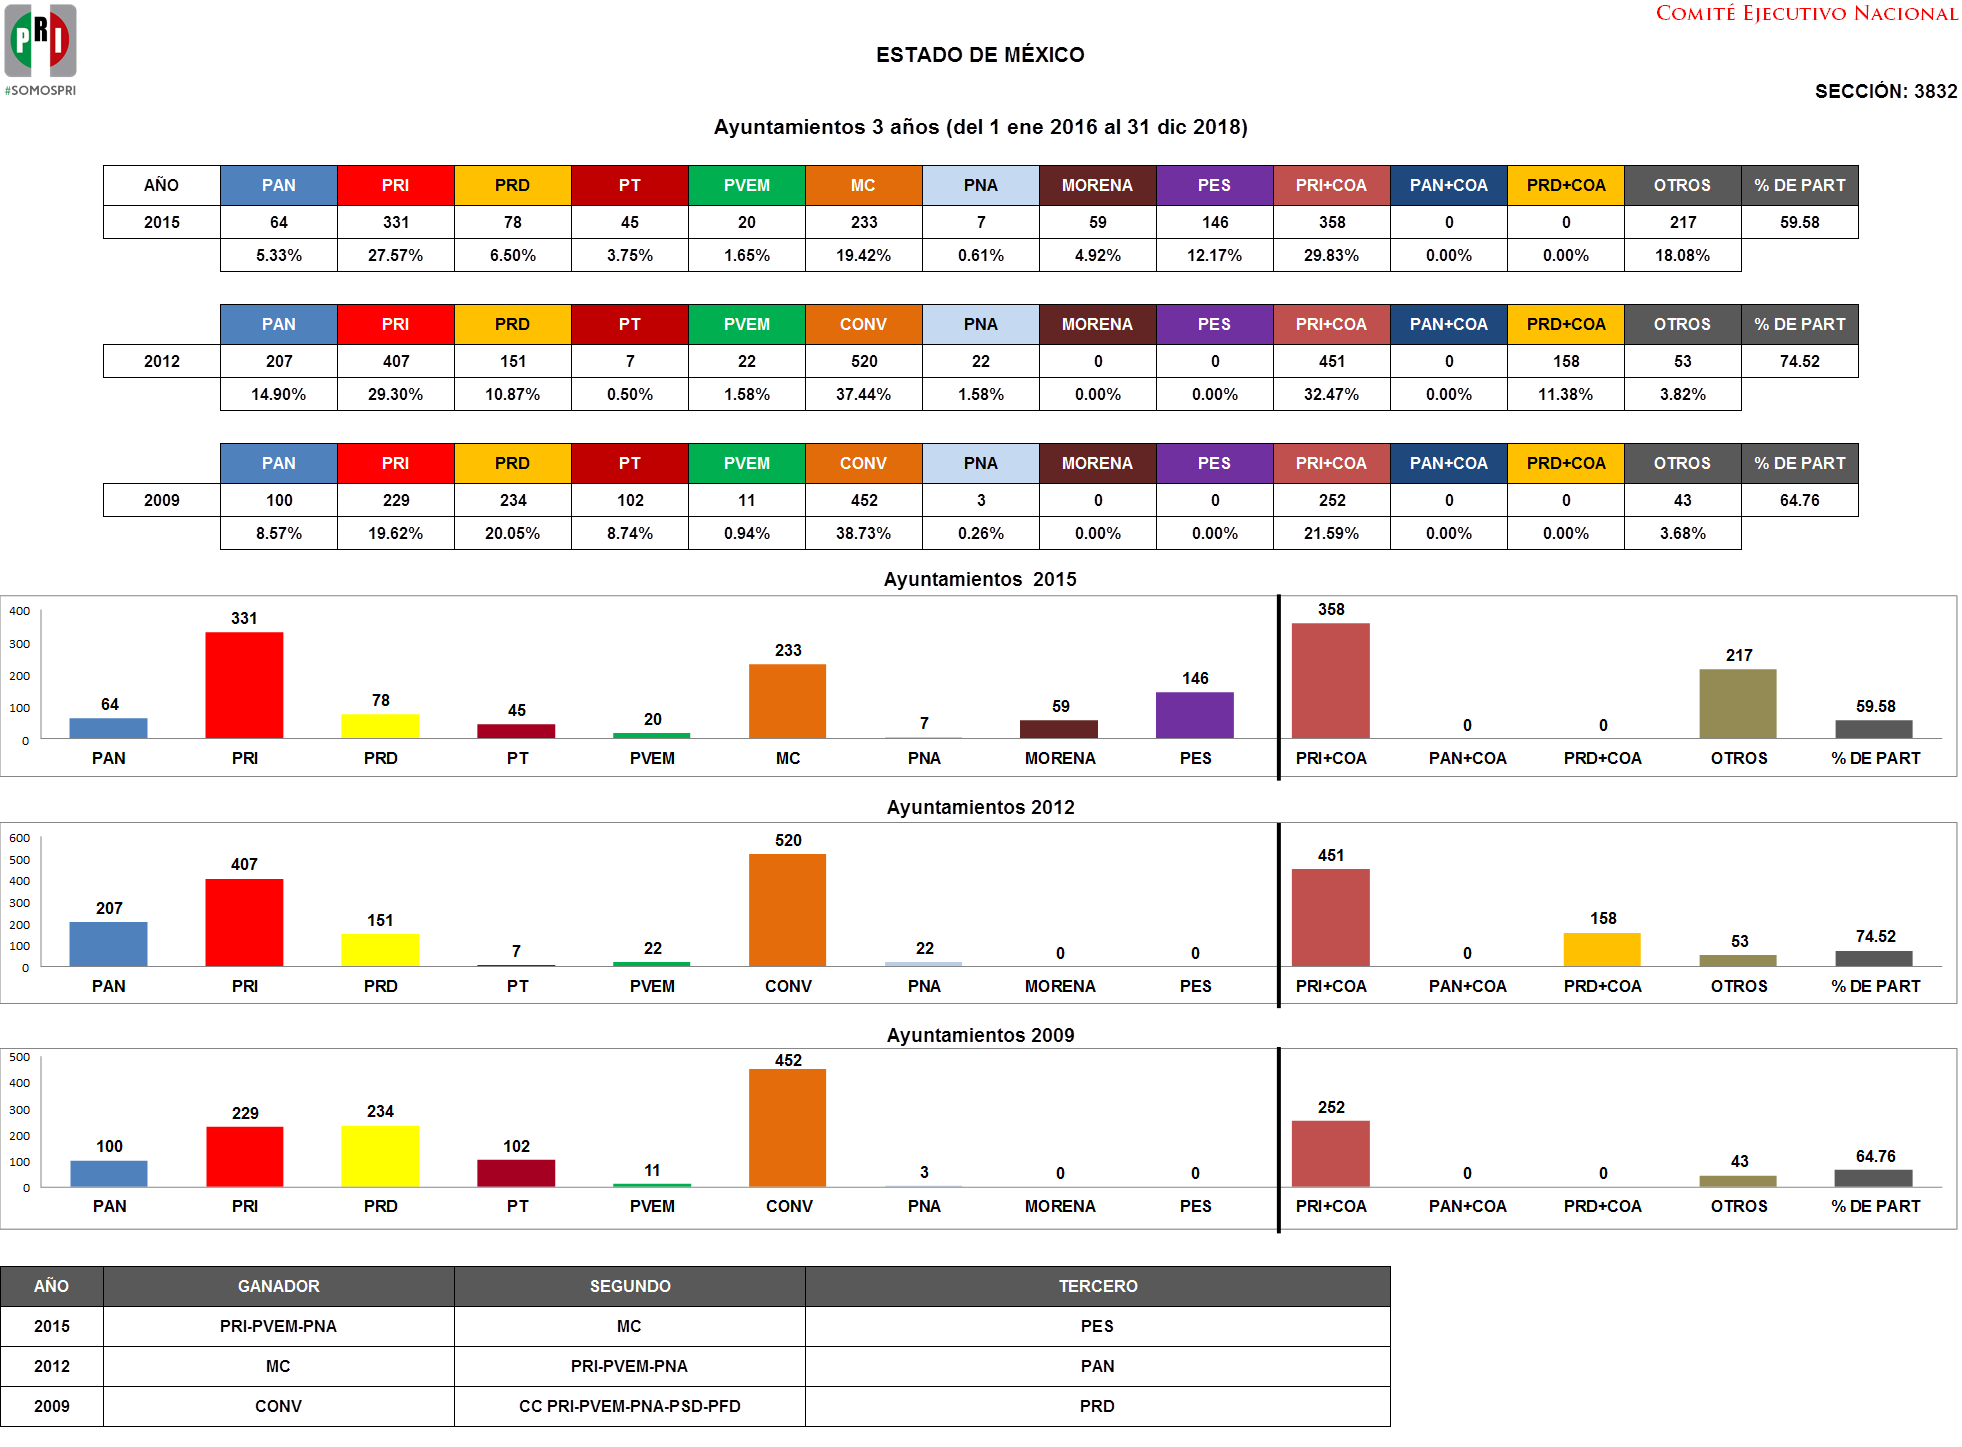 PRI
#SOMOSPRI
COMITÉ EJECUTIVO NACIONAL
ESTADO DE MÉXICO
SECCIÓN: 3832
Ayuntamientos 3 años (del 1 ene 2016 al 31 dic 2018)
AÑO PAN PRI PRD PT PVEM MC PNA MORENA PES PRI+COA PAN+COA PRD+COA OTROS % DE PART
2015 64 331 78 45 20 233 7 59 146 358 0 0 217 59.58
5.33% 27.57% 6.50% 3.75% 1.65% 19.42% 0.61% 4.92% 12.17% 29.83% 0.00% 0.00% 18.08%
PAN PRI PRD PT PVEM CONV PNA MORENA PES PRI+COA PAN+COA PRD+COA OTROS % DE PART
2012 207 407 151 7 22 520 22 0 0 451 0 158 53 74.52
14.90% 29.30% 10.87% 0.50% 1.58% 37.44% 1.58% 0.00% 0.00% 32.47% 0.00% 11.38% 3.82%
PAN PRI PRD PT PVEM CONV PNA MORENA PES PRI+COA PAN+COA PRD+COA OTROS % DE PART
2009 100 229 234 102 11 452 3 0 0 252 0 0 43 64.76
8.57% 19.62% 20.05% 8.74% 0.94% 38.73% 0.26% 0.00% 0.00% 21.59% 0.00% 0.00% 3.68%
Ayuntamientos 2015
400
300
200
100
0
64 331 78 45 20 233 7 59 146 358 0 0 217 59.58
PAN PRI PRD PT PVEM MC PNA MORENA PES PRI+COA PAN+COA PRD+COA OTROS % DE PART
Ayuntamientos 2012
600
500
400
300
200
100
0
207 407 151 7 22 520 22 0 0 451 0 158 53 74.52
PAN PRI PRD PT PVEM CONV PNA MORENA PES PRI+COA PAN+COA PRD+COA OTROS % DE PART
Ayuntamientos 2009
500
400
300
200
100
0
100 229 234 102 11 452 3 0 0 252 0 0 43 64.76
PAN PRI PRD PT PVEM CONV PNA MORENA PES PRI+COA PAN+COA PRD+COA OTROS % DE PART
AÑO GANADOR SEGUNDO TERCERO
2015 PRI-PVEM-PNA MC PES
2012 MC PRI-PVEM-PNA PAN
2009 CONV CC PRI-PVEM-PNA-PSD-PFD PRD